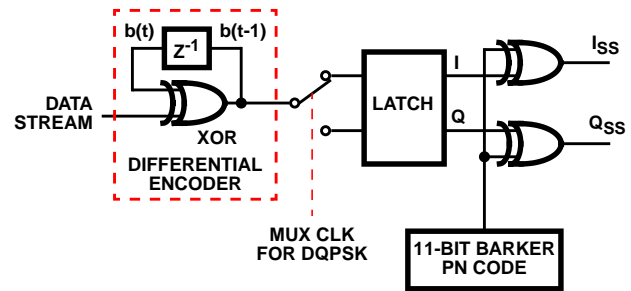 b(t)
b(t-1)
Z-1
DATA
STREAM
XOR
DIFFERENTIAL
ENCODER
MUX CLK
FOR DQPSK
LATCH
I
Q
ISS
QSS
11-BIT BARKER
PN CODE